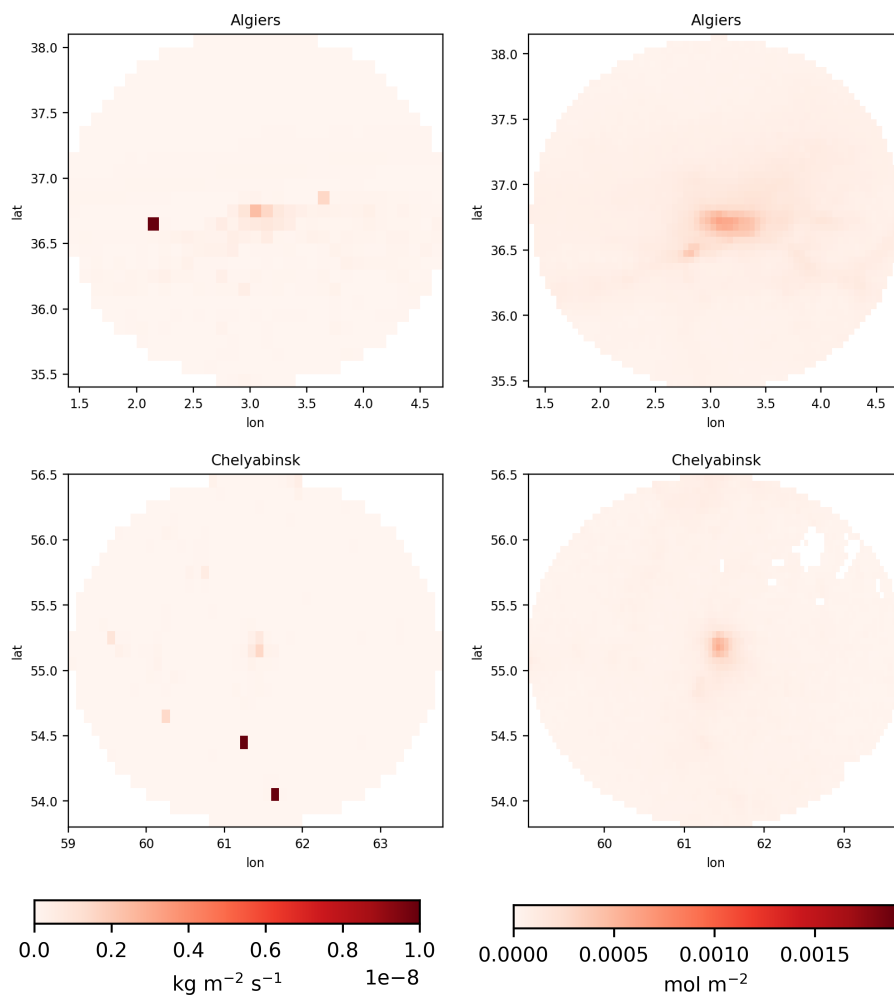 Algiers
Algiers
38.0
37.5
37.0
36.5
36.0
35.5
lat
1.5 2.0 2.5 3.0 3.5 4.0 4.5
lon
38.0
37.5
37.0
36.5
36.0
35.5
lat
1.5 2.0 2.5 3.0 3.5 4.0 4.5
lon
Chelyabinsk
Chelyabinsk
56.5
56.0
55.5
55.0
54.5
54.0
lat
59 60 61 62 63
lon
56.5
56.0
55.5
55.0
54.5
54.0
lat
60 61 62 63
lon
0.0 0.2 0.4 0.6 0.8 1.0
1e−8
kg m⁻² s⁻¹
0.0000 0.0005 0.0010 0.0015
mol m⁻²